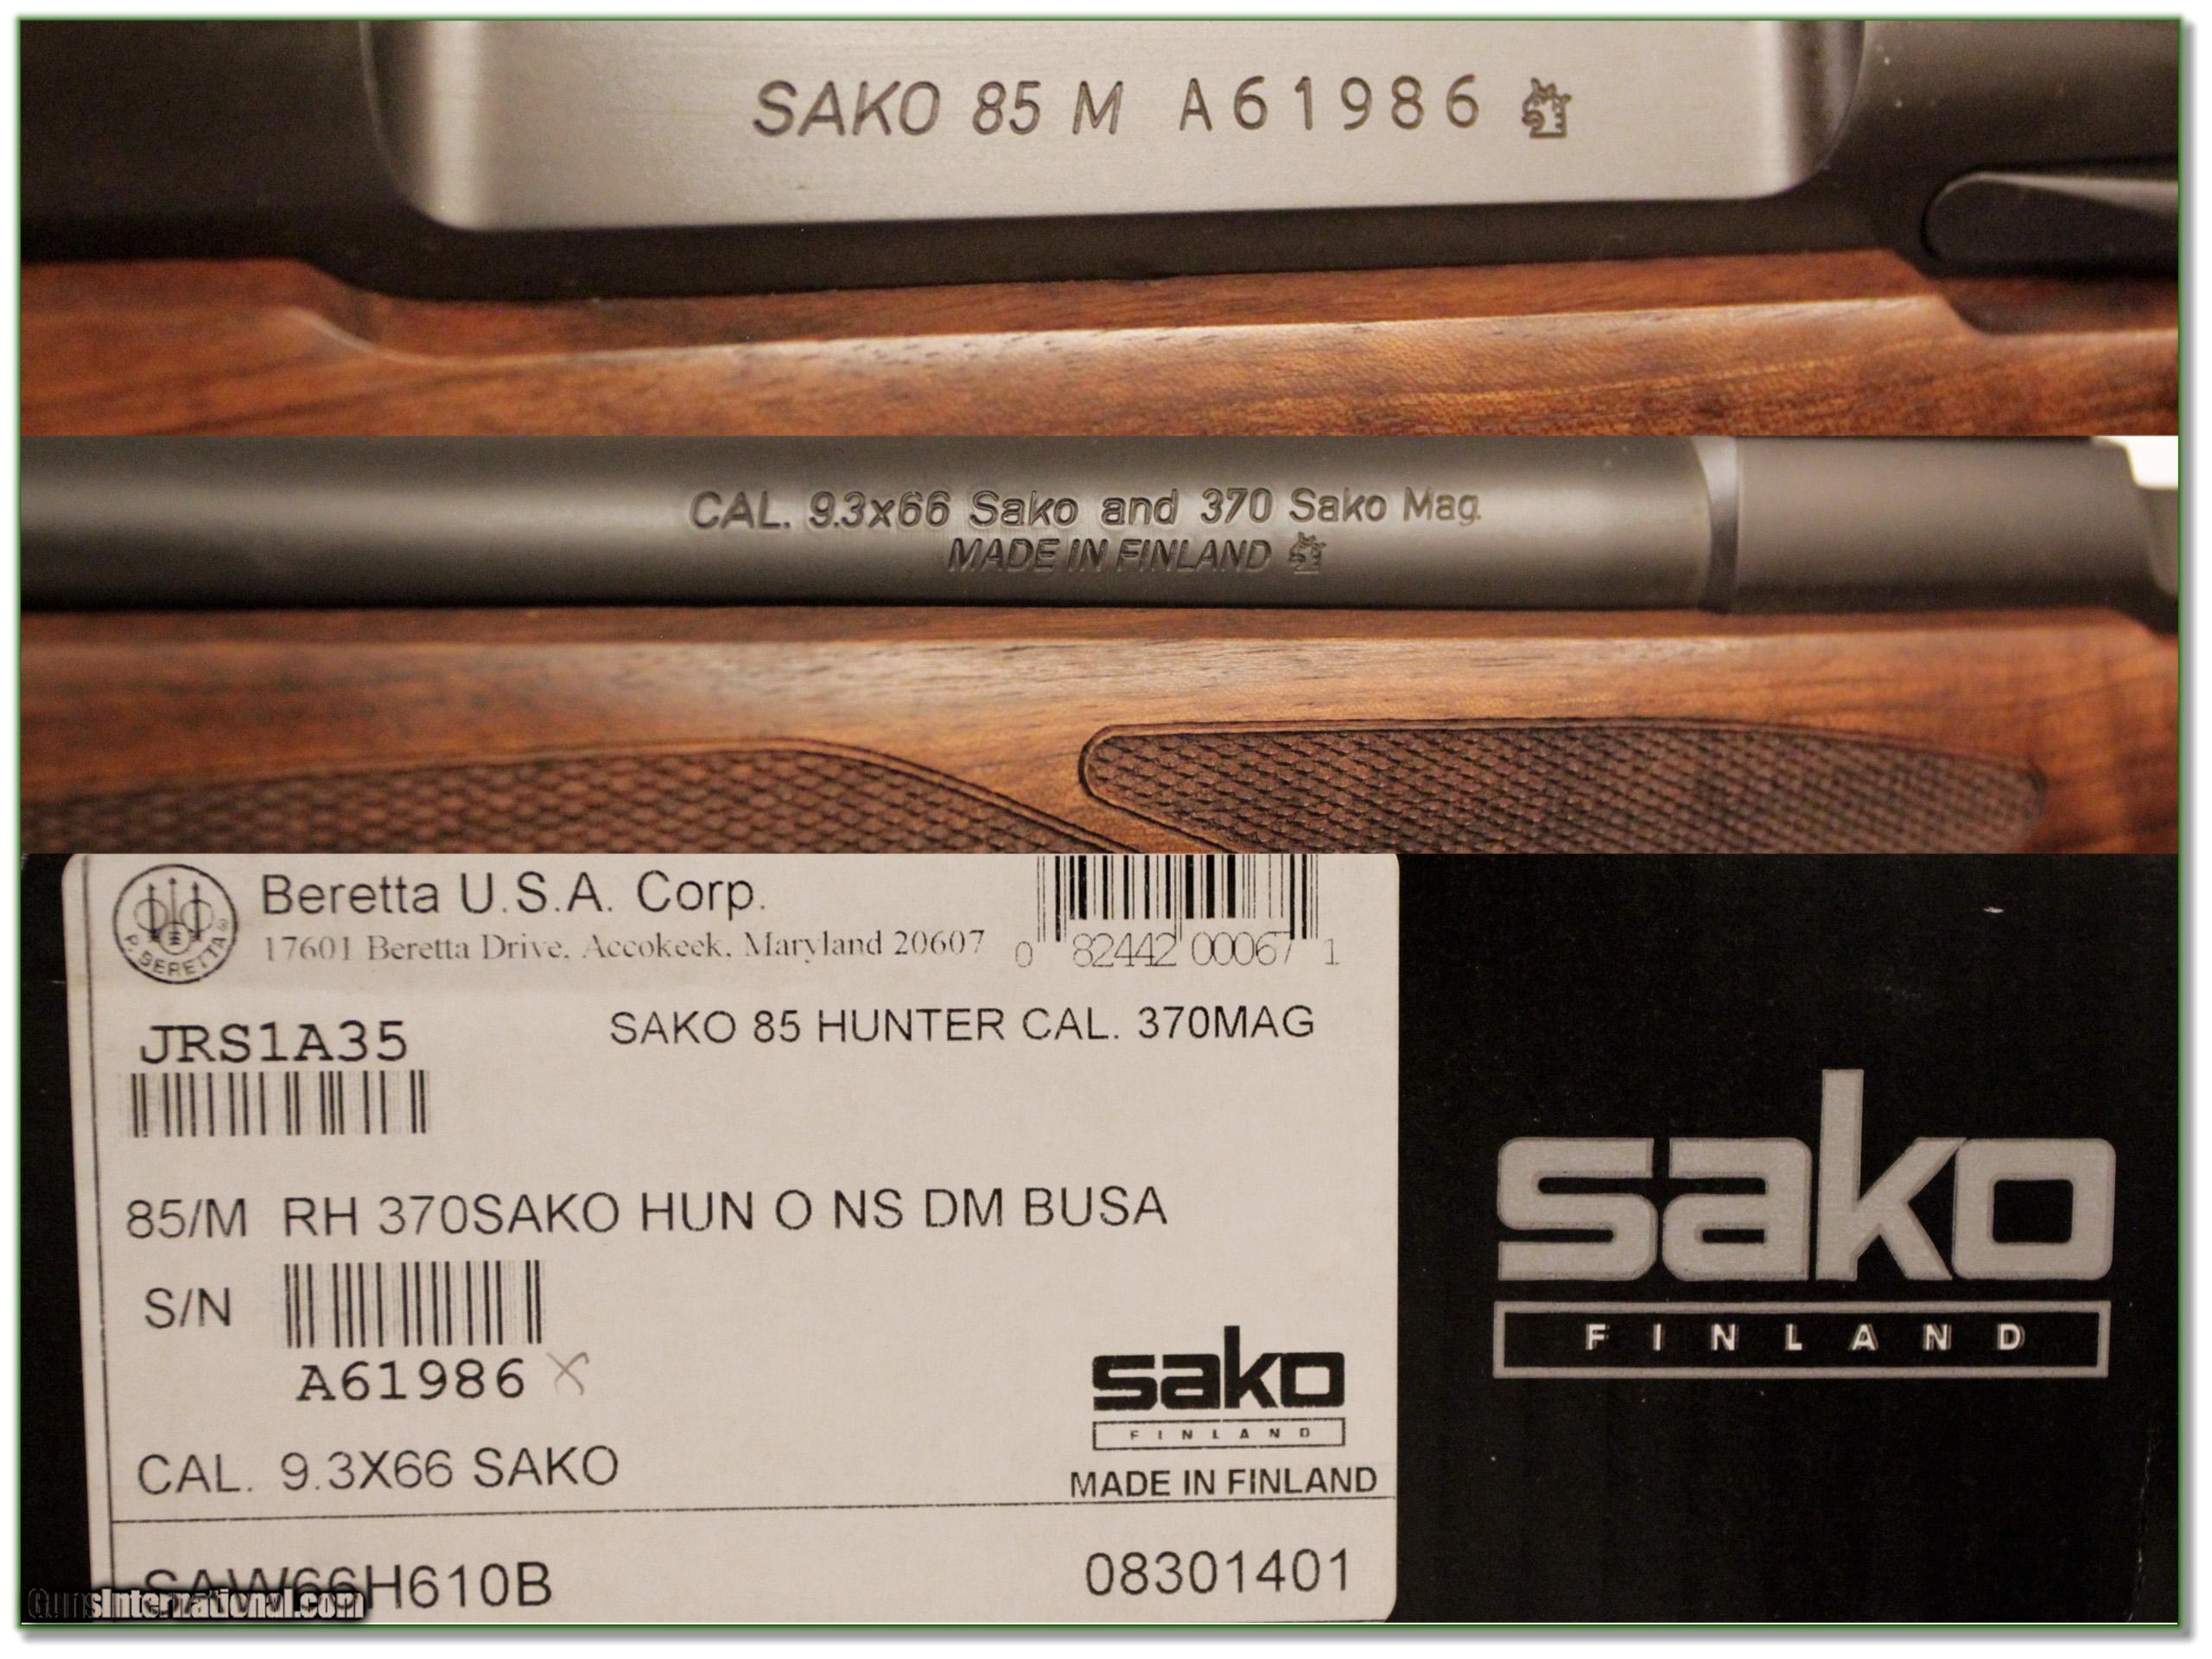 SAKO 85 M A61986
CAL. 9.3x66 Sako and 370 Sako Mag.
MADE IN FINLAND
Beretta U.S.A. Corp.
17601 Beretta Drive, Accokeek, Maryland 20607
P. BERETTA
0 82442 00067 1
JRS1A35
SAKO 85 HUNTER CAL. 370MAG
85/M RH 370SAKO HUN O NS DM BUSA
S/N
A61986 X
CAL. 9.3X66 SAKO
sako
FINLAND
MADE IN FINLAND
SAW66H610B
08301401
sako
FINLAND
GunsInternational.com